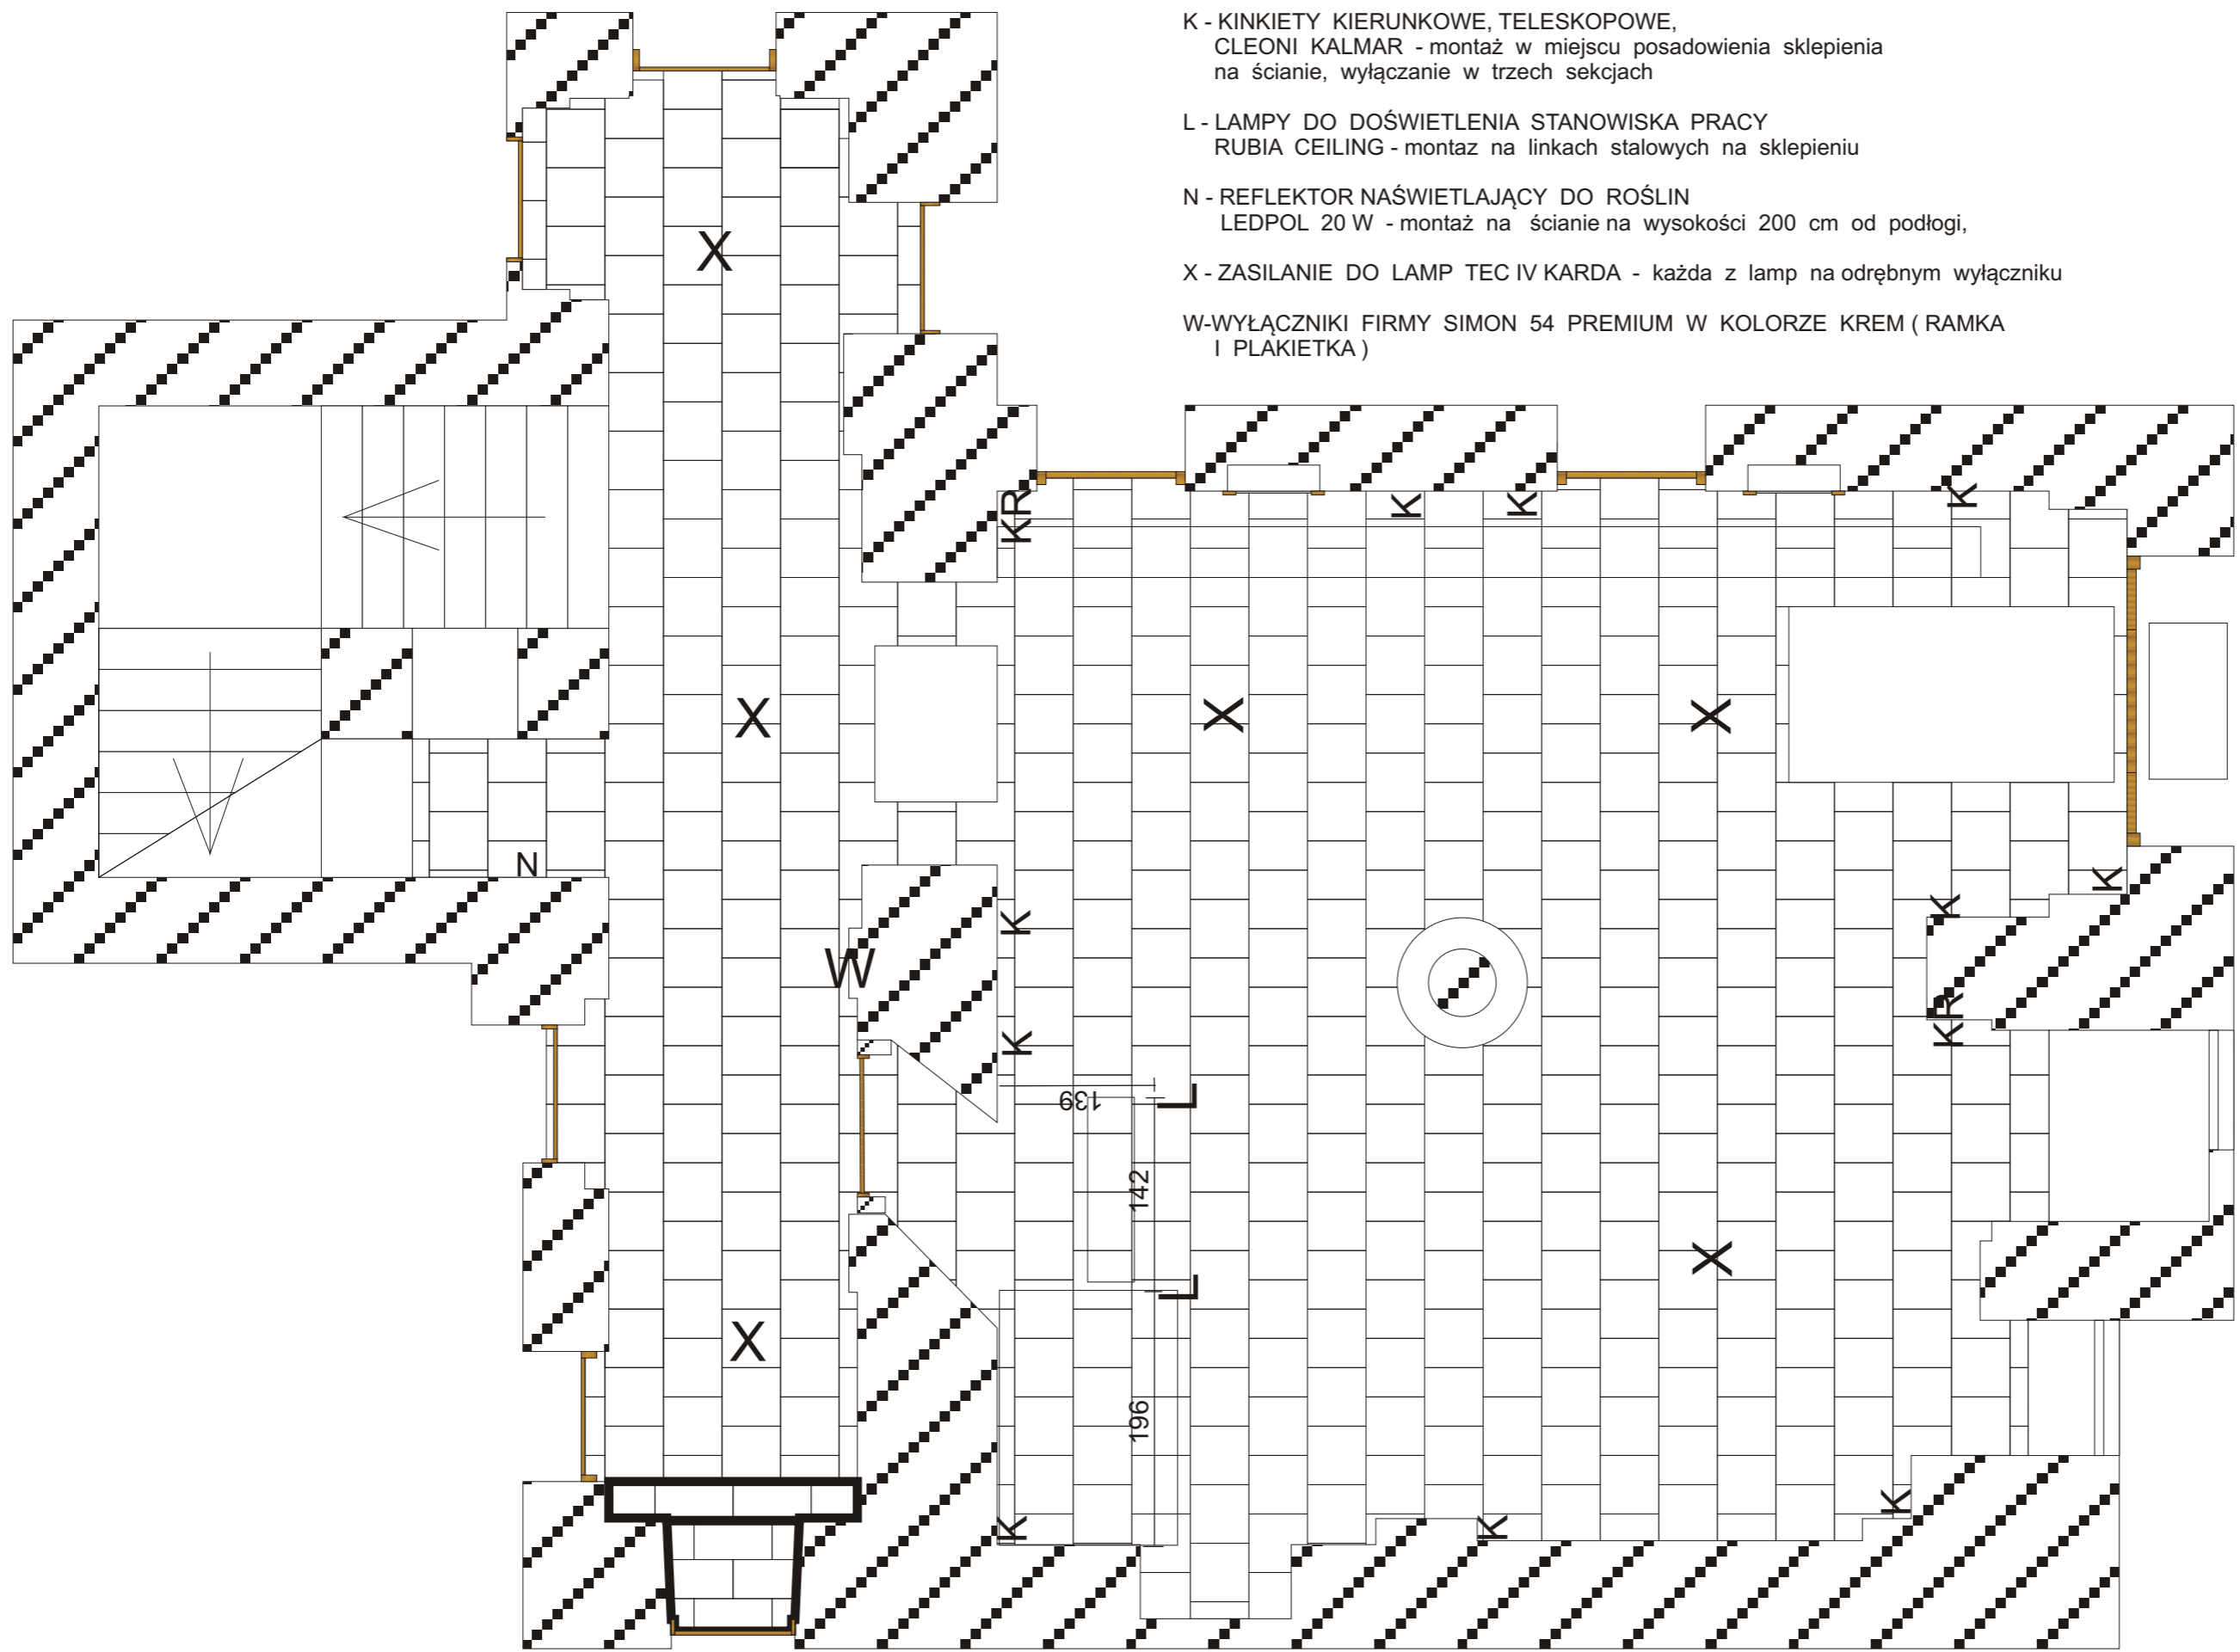 K - KINKIETY KIERUNKOWE, TELESKOPOWE,
CLEONI KALMAR - montaż w miejscu posadowienia sklepienia
na ścianie, wyłączanie w trzech sekcjach
L - LAMPY DO DOŚWIETLENIA STANOWISKA PRACY
RUBIA CEILING - montaz na linkach stalowych na sklepieniu
N - REFLEKTOR NAŚWIETLAJĄCY DO ROŚLIN
LEDPOL 20 W - montaż na ścianie na wysokości 200 cm od podłogi,
X - ZASILANIE DO LAMP TEC IV KARDA - każda z lamp na odrębnym wyłączniku
W-WYŁĄCZNIKI FIRMY SIMON 54 PREMIUM W KOLORZE KREM ( RAMKA
I PLAKIETKA )
X
KR
K
K
K
X
X
X
N
K
K
K
W
KR
K
139
L
142
X
L
X
196
K
K
K